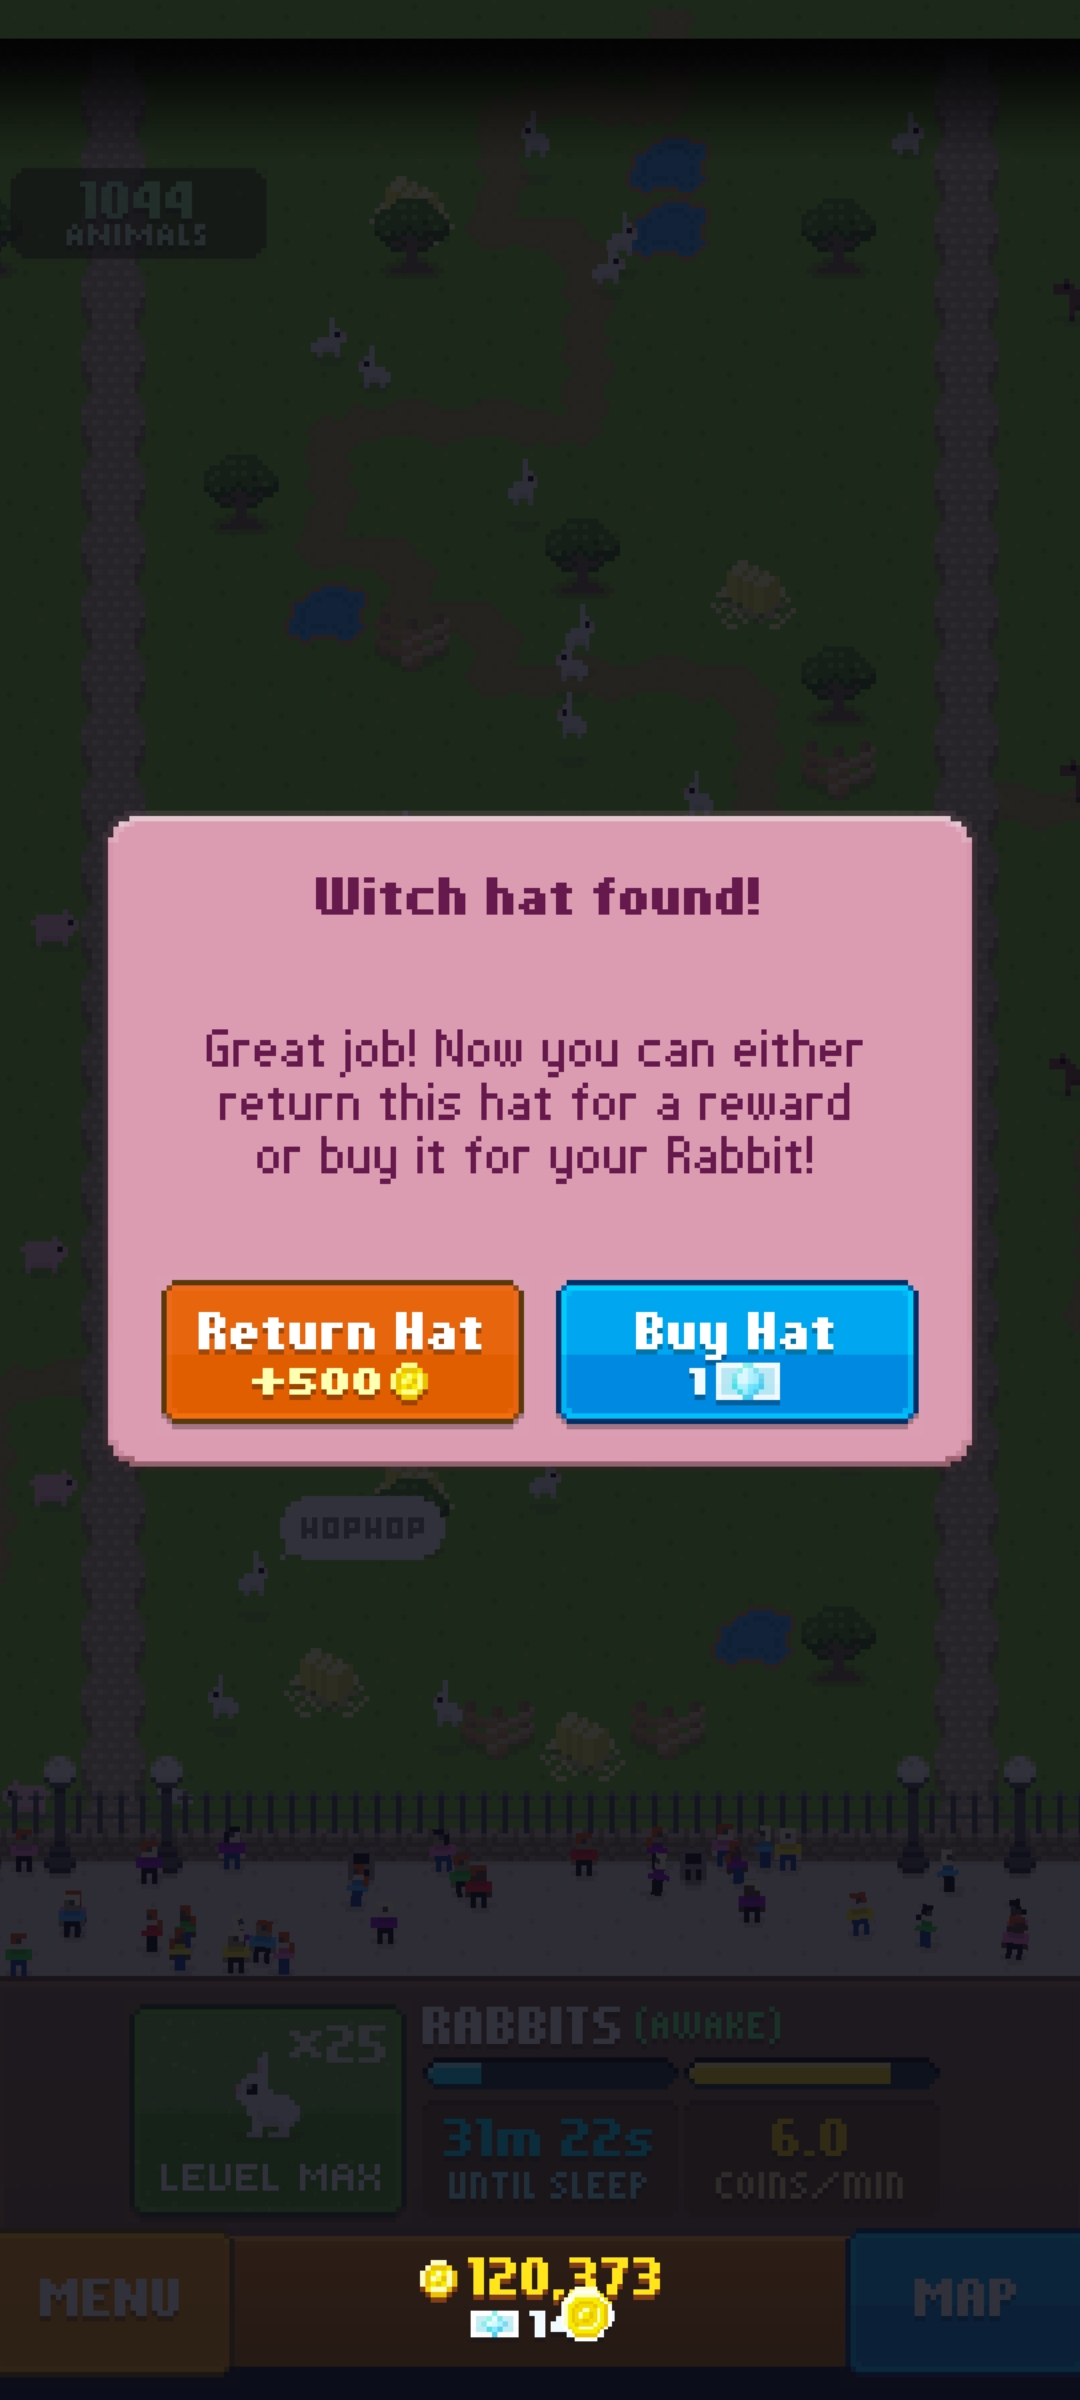 1044
ANIMALS
Witch hat found!
Great job! Now you can either
return this hat for a reward
or buy it for your Rabbit!
Return Hat
+500
Buy Hat
1
HOPHOP
x25
LEVEL MAX
RABBITS (AWAKE)
31m 22s
UNTIL SLEEP
6.0
COINS/MIN
MENU
120,373
MAP